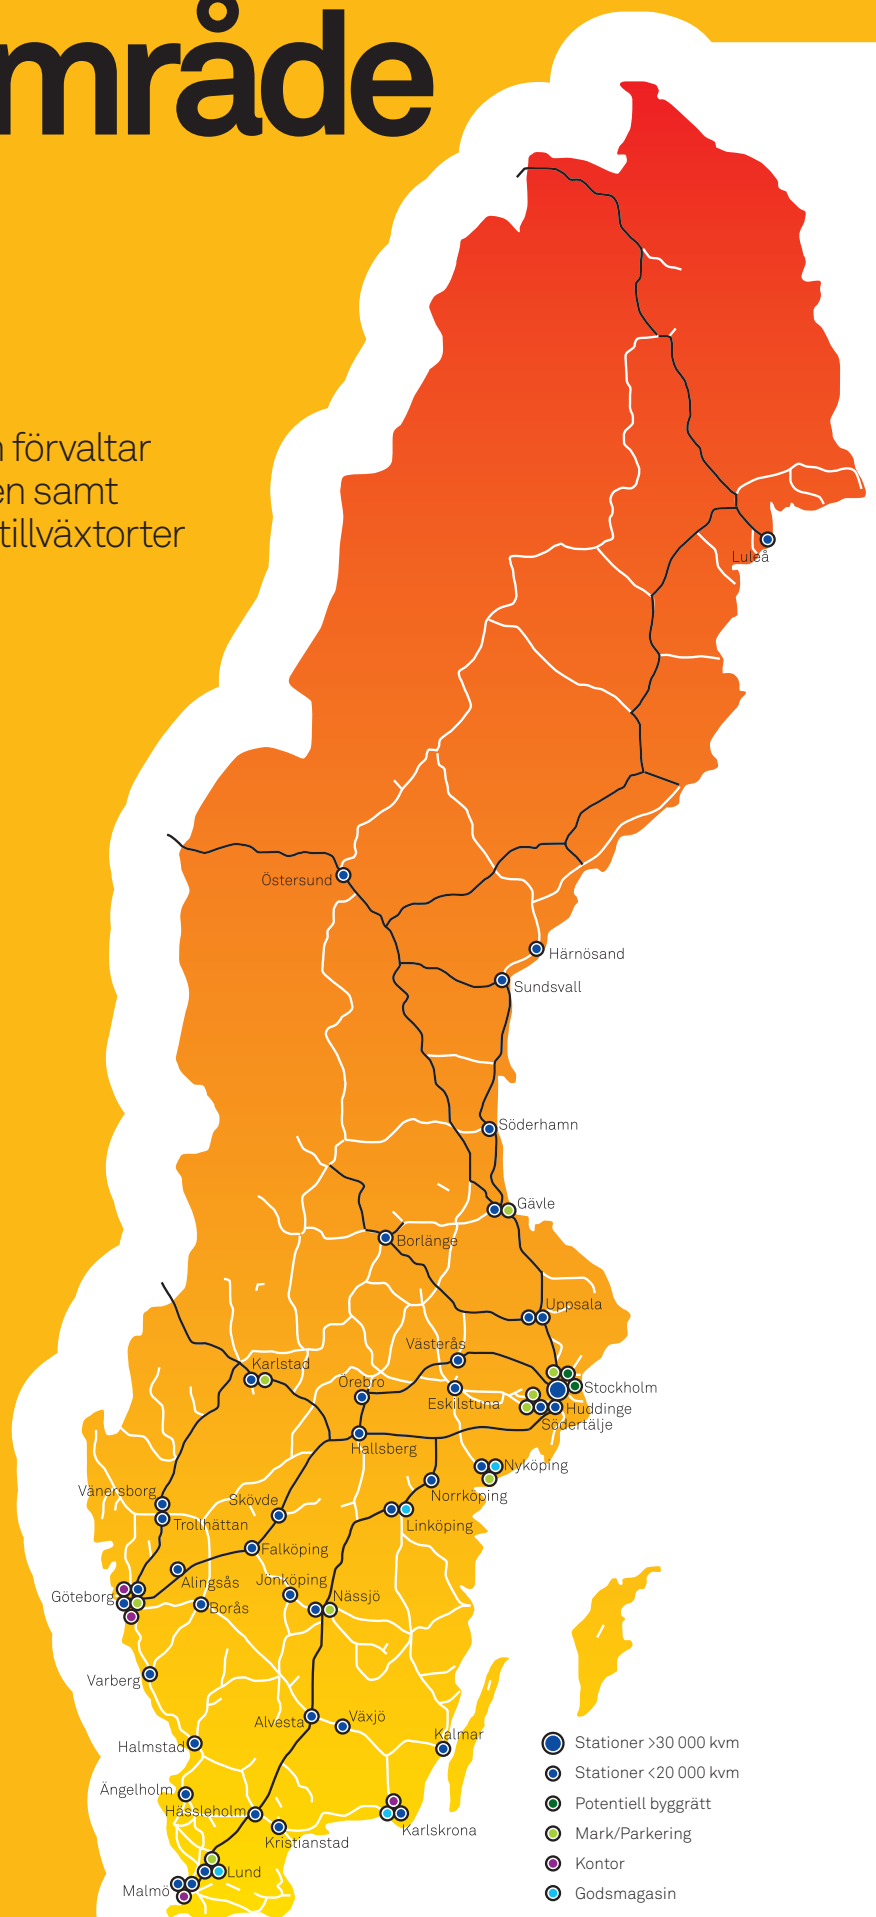 mråde
förvaltar
en samt
tillväxtorter
Luleå
Östersund
Härnösand
Sundsvall
Söderhamn
Gävle
Borlänge
Uppsala
Västerås
Karlstad
Örebro
Stockholm
Eskilstuna
Huddinge
Södertälje
Hallsberg
Nyköping
Vänersborg
Norrköping
Skövde
Trollhättan
Linköping
Falköping
Alingsås
Jönköping
Göteborg
Nässjö
Borås
Varberg
Alvesta
Växjö
Kalmar
Halmstad
Ängelholm
Hässleholm
Karlskrona
Kristianstad
Lund
Malmö
Stationer >30 000 kvm
Stationer <20 000 kvm
Potentiell byggrätt
Mark/Parkering
Kontor
Godsmagasin